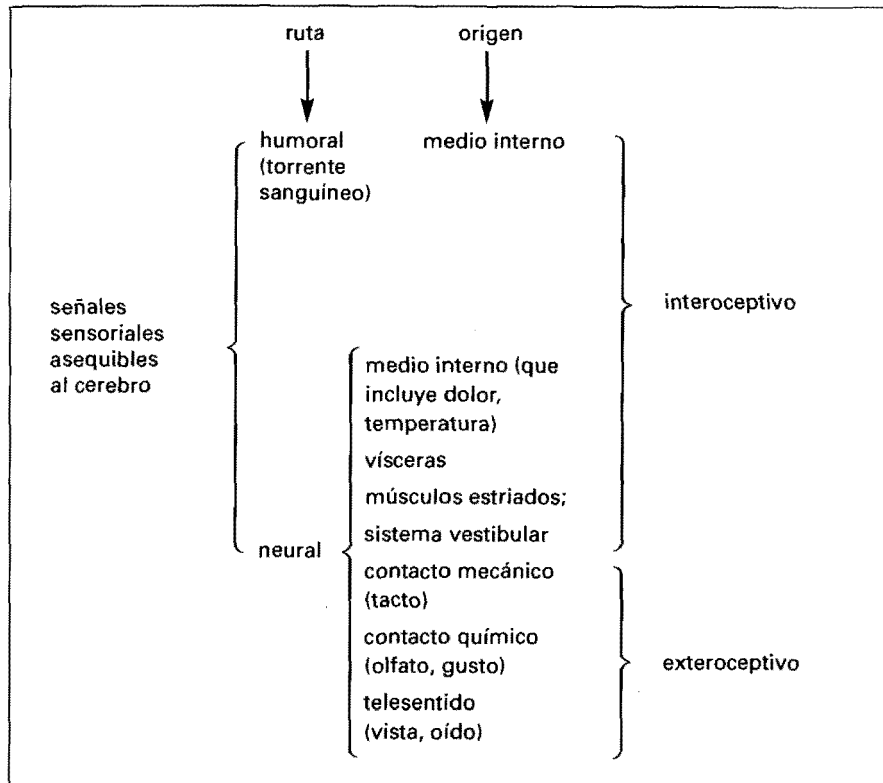 ruta
origen
humoral
(torrente
sanguíneo)
medio interno
señales
sensoriales
asequibles
al cerebro
interoceptivo
neural
medio interno (que
incluye dolor,
temperatura)
vísceras
músculos estriados;
sistema vestibular
contacto mecánico
(tacto)
contacto químico
(olfato, gusto)
telesentido
(vista, oído)
exteroceptivo